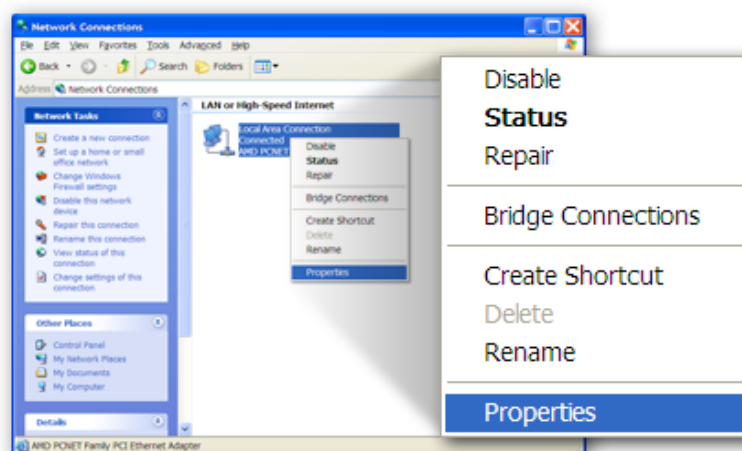 Network Connections
File Edit View Favorites Tools Advanced Help
Back Search Folders
Address Network Connections
Network Tasks
Create a new connection
Set up a home or small
office network
Change Windows
Firewall settings
Disable this network
device
Repair this connection
Rename this connection
View status of this
connection
Change settings of this
connection
Other Places
Control Panel
My Network Places
My Documents
My Computer
Details
LAN or High-Speed Internet
Local Area Connection
Connected
AMD PCNET
Disable
Status
Repair
Bridge Connections
Create Shortcut
Delete
Rename
Properties
AMD PCNET Family PCI Ethernet Adapter
Disable
Status
Repair
Bridge Connections
Create Shortcut
Delete
Rename
Properties